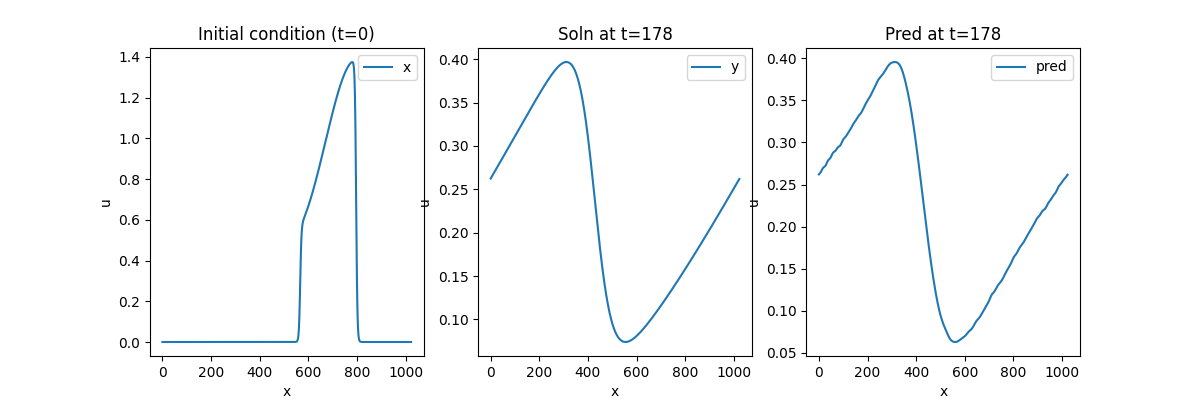 Initial condition (t=0)
x
1.4
1.2
1.0
0.8
0.6
0.4
0.2
0.0
u
0 200 400 600 800 1000
x
Soln at t=178
y
0.40
0.35
0.30
0.25
0.20
0.15
0.10
u
0 200 400 600 800 1000
x
Pred at t=178
pred
0.40
0.35
0.30
0.25
0.20
0.15
0.10
0.05
u
0 200 400 600 800 1000
x